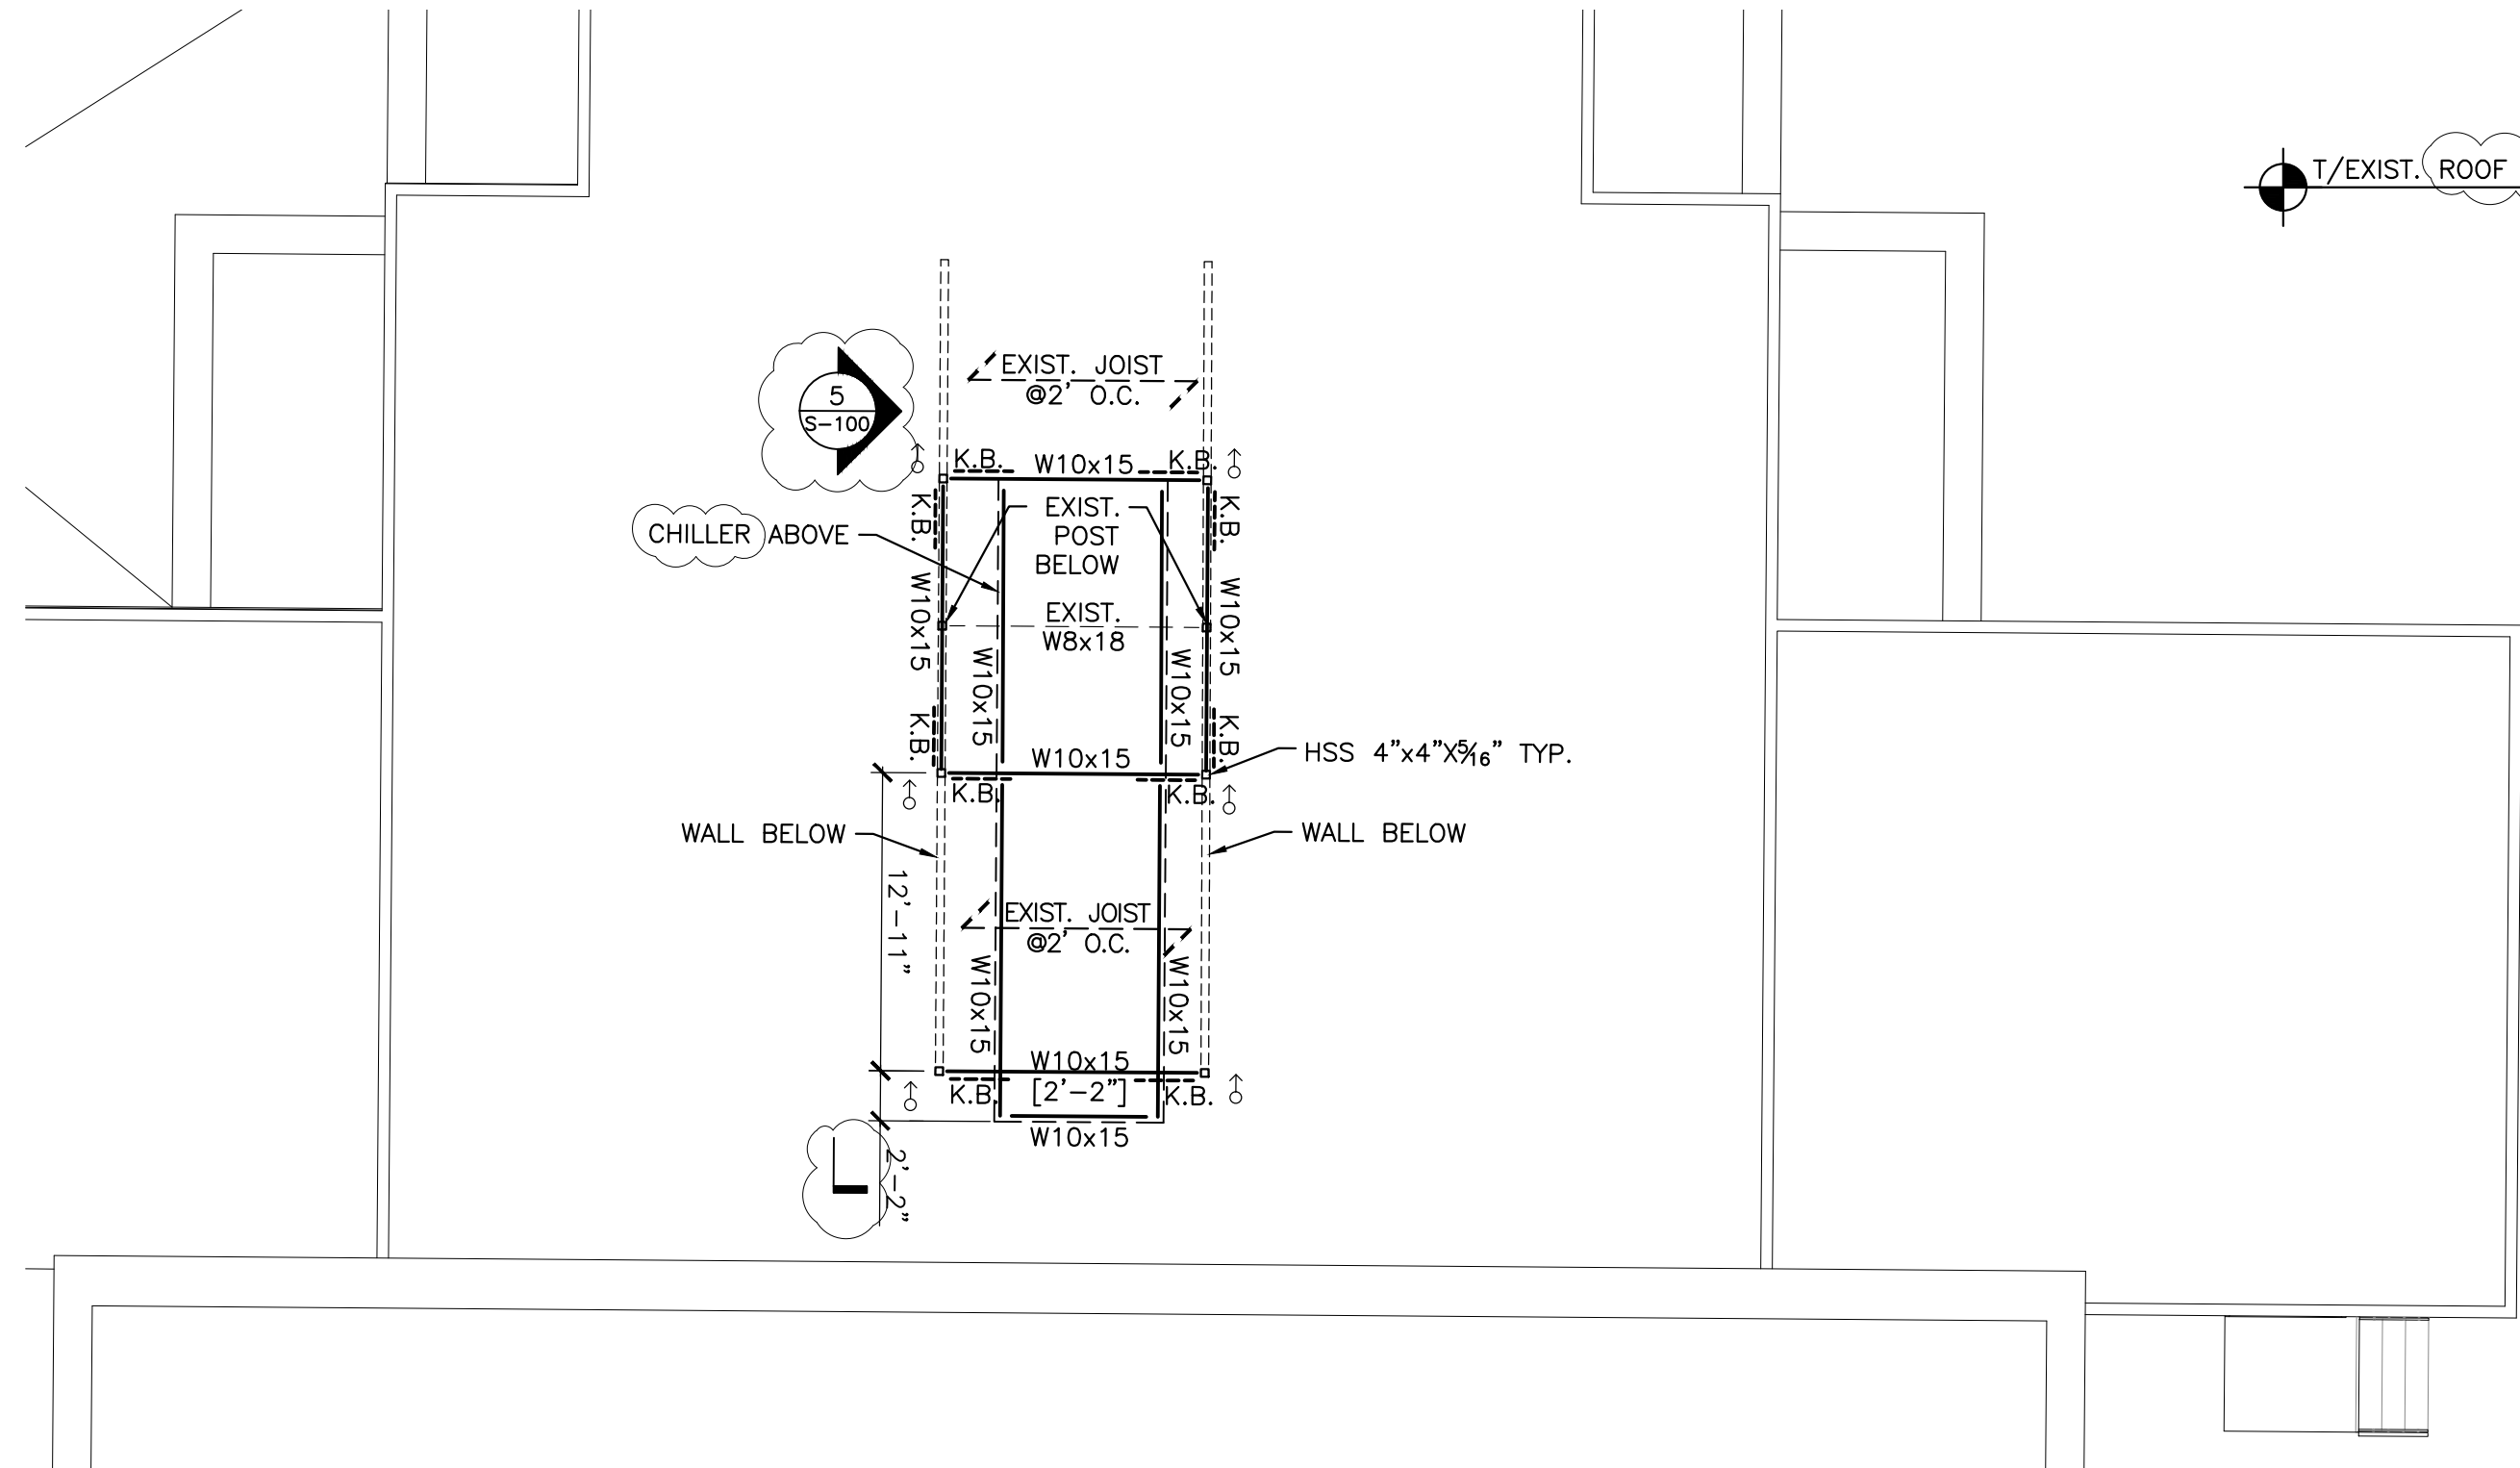 T/EXIST. ROOF
EXIST. JOIST
@2' O.C.
5
S-100
K.B.
W10x15
K.B.
K.B.
EXIST.
POST
BELOW
K.B.
CHILLER ABOVE
W10x15
EXIST.
W8x18
W10x15
W10x15
W10x15
K.B.
W10x15
K.B.
HSS 4"x4"X5/16" TYP.
K.B.
K.B.
WALL BELOW
WALL BELOW
12'-11"
EXIST. JOIST
@2' O.C.
W10x15
W10x15
W10x15
K.B.
[2'-2"]
K.B.
W10x15
2'-2"